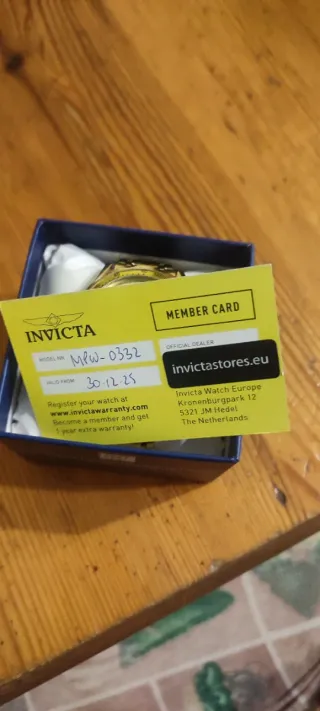 INVICTA
MEMBER CARD
MODEL NR
MPW-0332
OFFICIAL DEALER
invictastores.eu
VALID FROM
30.12.25
Register your watch at
www.invictawarranty.com
Become a member and get
1 year extra warranty!
Invicta Watch Europe
Kronenburgpark 12
5321 JM Hedel
The Netherlands